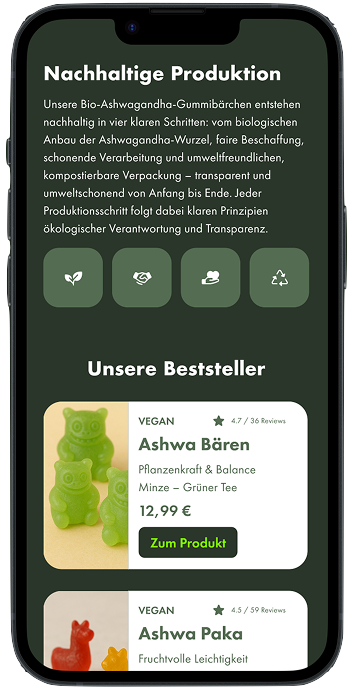 Nachhaltige Produktion
Unsere Bio-Ashwagandha-Gummibärchen entstehen
nachhaltig in vier klaren Schritten: vom biologischen
Anbau der Ashwagandha-Wurzel, faire Beschaffung,
schonende Verarbeitung und umweltfreundlichen,
kompostierbare Verpackung – transparent und
umweltschonend von Anfang bis Ende. Jeder
Produktionsschritt folgt dabei klaren Prinzipien
ökologischer Verantwortung und Transparenz.
Unsere Beststeller
VEGAN 4.7 / 36 Reviews
Ashwa Bären
Pflanzenkraft & Balance
Minze – Grüner Tee
12,99 €
Zum Produkt
VEGAN 4.5 / 59 Reviews
Ashwa Paka
Fruchtvolle Leichtigkeit